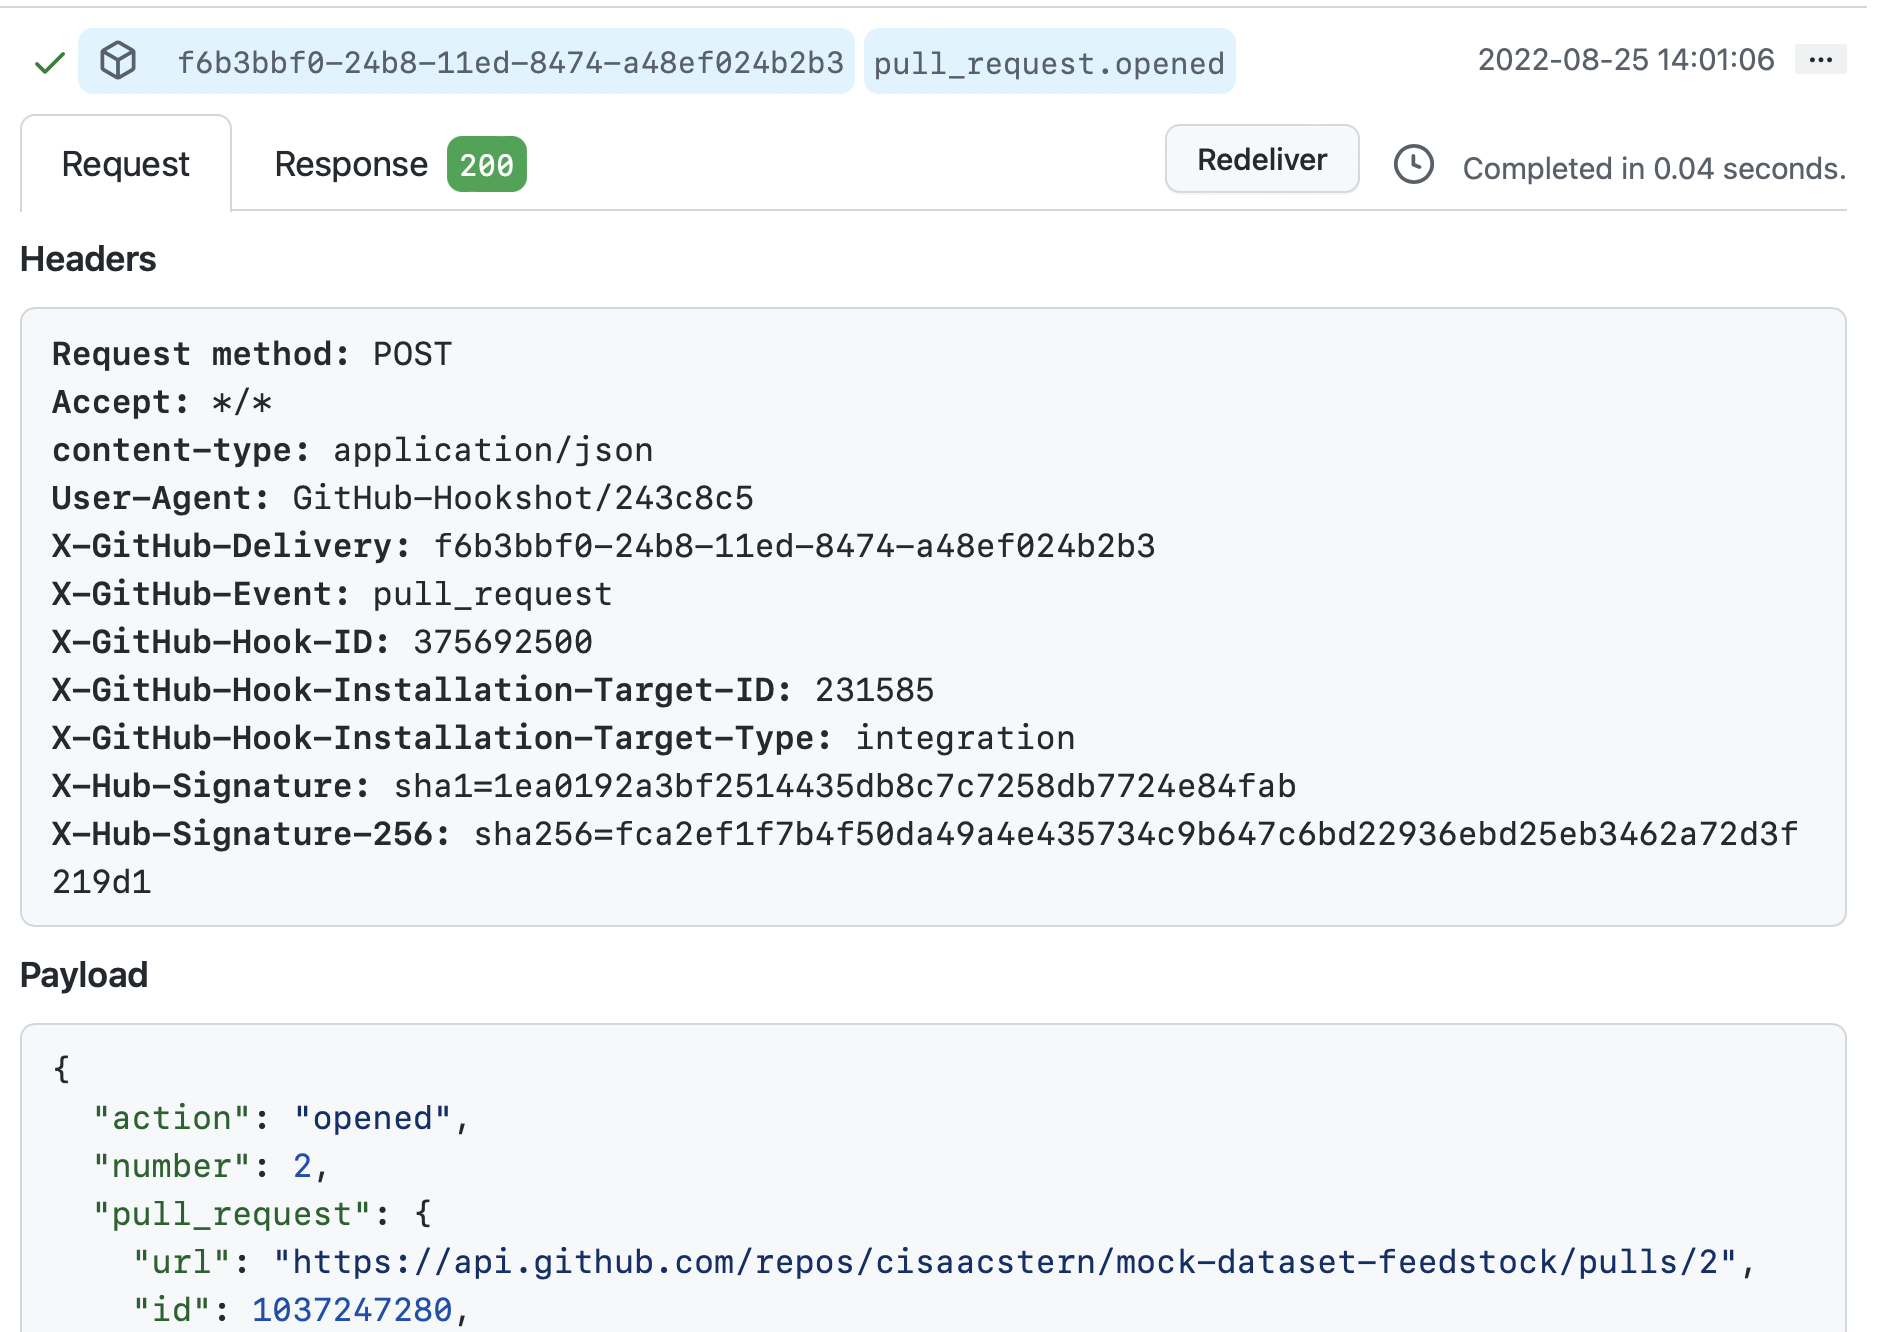 f6b3bbf0-24b8-11ed-8474-a48ef024b2b3 pull_request.opened 2022-08-25 14:01:06 ...
Request Response 200 Redeliver Completed in 0.04 seconds.
Headers
Request method: POST
Accept: */*
content-type: application/json
User-Agent: GitHub-Hookshot/243c8c5
X-GitHub-Delivery: f6b3bbf0-24b8-11ed-8474-a48ef024b2b3
X-GitHub-Event: pull_request
X-GitHub-Hook-ID: 375692500
X-GitHub-Hook-Installation-Target-ID: 231585
X-GitHub-Hook-Installation-Target-Type: integration
X-Hub-Signature: sha1=1ea0192a3bf2514435db8c7c7258db7724e84fab
X-Hub-Signature-256: sha256=fca2ef1f7b4f50da49a4e435734c9b647c6bd22936ebd25eb3462a72d3f
219d1
Payload
{
"action": "opened",
"number": 2,
"pull_request": {
"url": "https://api.github.com/repos/cisaacstern/mock-dataset-feedstock/pulls/2",
"id": 1037247280,